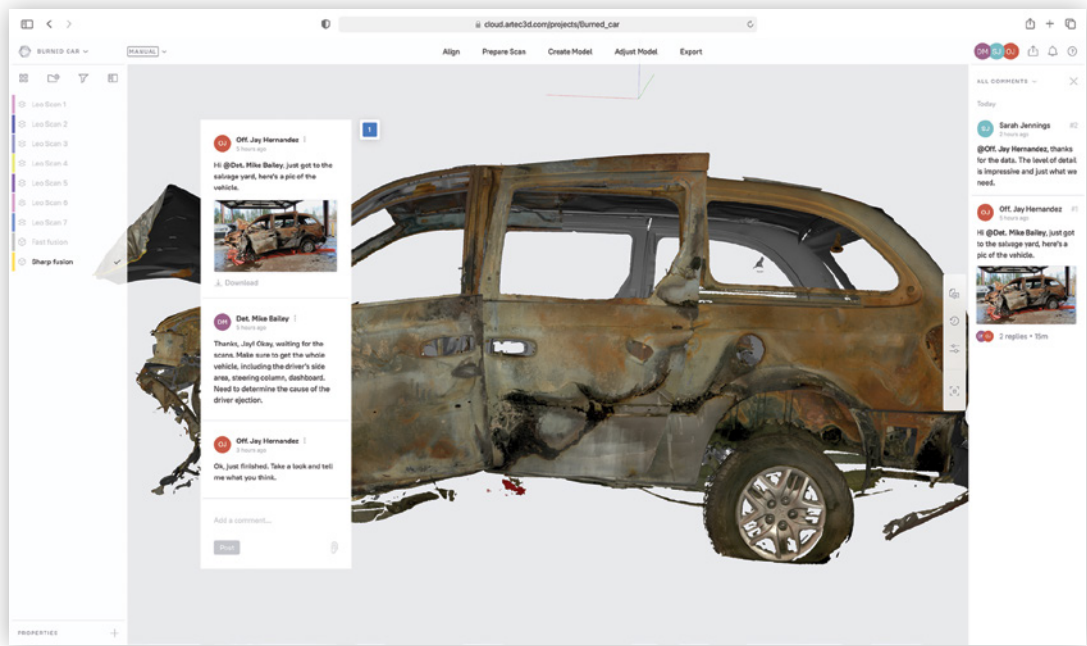 cloud.artec3d.com/projects/Burned_car
BURNED CAR
MANUAL
Align
Prepare Scan
Create Model
Adjust Model
Export
DM
SJ
OJ
Leo Scan 1
Leo Scan 2
Leo Scan 3
Leo Scan 4
Leo Scan 5
Leo Scan 6
Leo Scan 7
Fast fusion
Sharp fusion
PROPERTIES
1
OJ
Off. Jay Hernandez
5 hours ago
Hi @Det. Mike Bailey, just got to the
salvage yard, here's a pic of the
vehicle.
Download
DM
Det. Mike Bailey
5 hours ago
Thanks, Jay! Okay, waiting for the
scans. Make sure to get the whole
vehicle, including the driver's side
area, steering column, dashboard.
Need to determine the cause of the
driver ejection.
OJ
Off. Jay Hernandez
3 hours ago
Ok, just finished. Take a look and tell
me what you think.
Add a comment...
Post
ALL COMMENTS
Today
SJ
Sarah Jennings
#2
2 hours ago
@Off. Jay Hernandez, thanks
for the data. The level of detail
is impressive and just what we
need.
OJ
Off. Jay Hernandez
#1
5 hours ago
Hi @Det. Mike Bailey, just got
to the salvage yard, here's a
pic of the vehicle.
2 replies • 15m